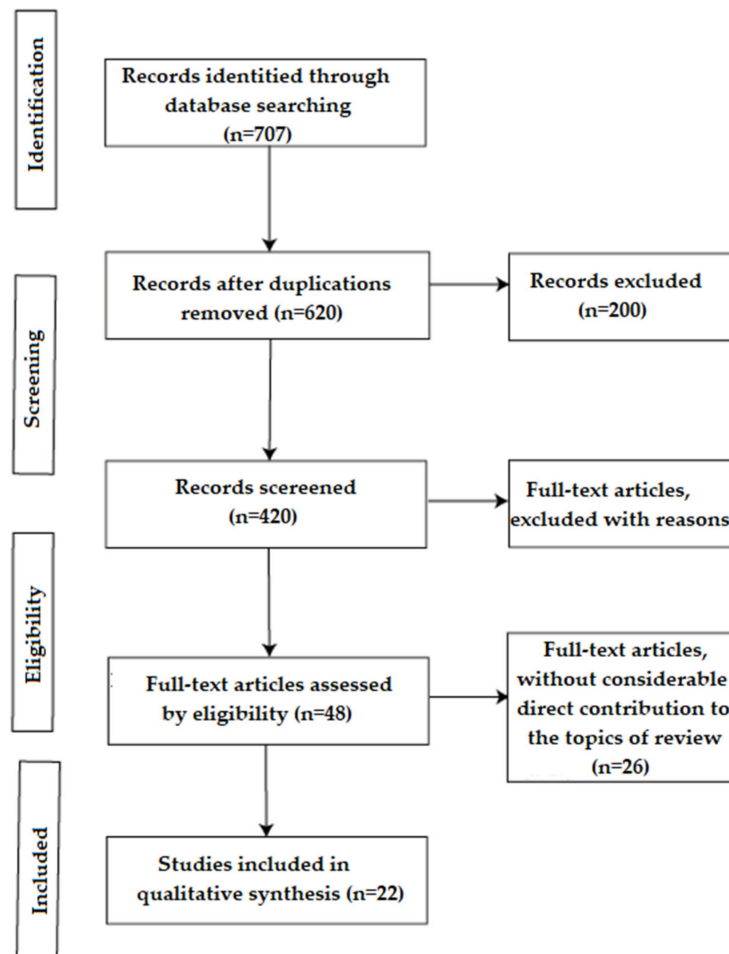 Identification
Records identitied through
database searching
(n=707)
Records after duplications
removed (n=620)
Records excluded
(n=200)
Screening
Records scereened
(n=420)
Full-text articles,
excluded with reasons
Eligibility
Full-text articles assessed
by eligibility (n=48)
Full-text articles,
without considerable
direct contribution to
the topics of review
(n=26)
Included
Studies included in
qualitative synthesis (n=22)